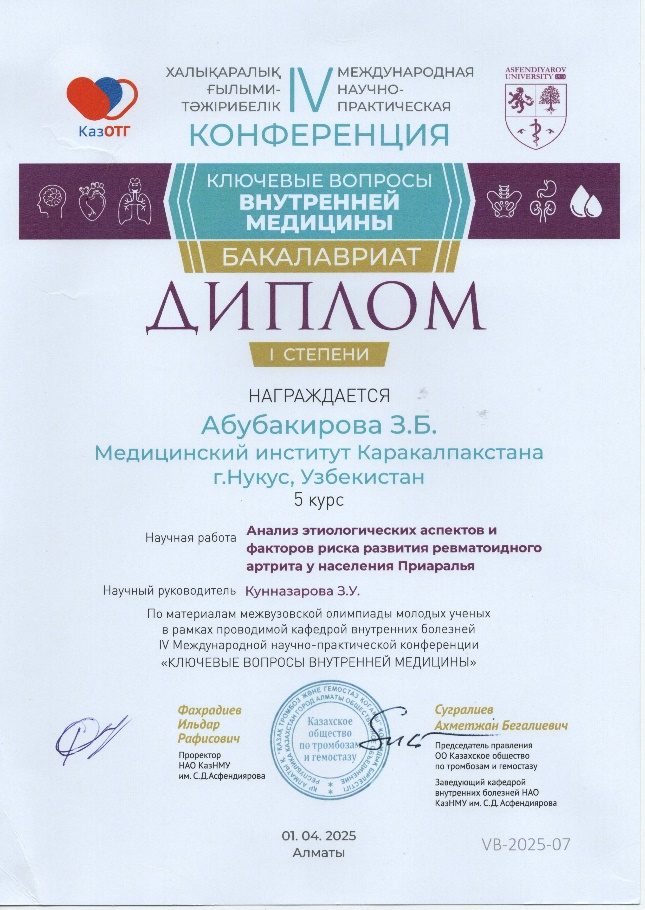 ХАЛЫҚАРАЛЫҚ
ҒЫЛЫМИ-
ТӘЖІРИБЕЛІК
IV
МЕЖДУНАРОДНАЯ
НАУЧНО-
ПРАКТИЧЕСКАЯ
КОНФЕРЕНЦИЯ
КазОТГ
ASFENDIYAROV
UNIVERSITY
КЛЮЧЕВЫЕ ВОПРОСЫ
ВНУТРЕННЕЙ
МЕДИЦИНЫ
БАКАЛАВРИАТ
ДИПЛОМ
I СТЕПЕНИ
НАГРАЖДАЕТСЯ
Абубакирова З.Б.
Медицинский институт Каракалпакстана
г.Нукус, Узбекистан
5 курс
Научная работа Анализ этиологических аспектов и
факторов риска развития ревматоидного
артрита у населения Приаралья
Научный руководитель Кунназарова З.У.
По материалам межвузовской олимпиады молодых ученых
в рамках проводимой кафедрой внутренних болезней
IV Международной научно-практической конференции
«КЛЮЧЕВЫЕ ВОПРОСЫ ВНУТРЕННЕЙ МЕДИЦИНЫ»
Фахрадиев
Ильдар
Рафисович
Проректор
НАО КазНМУ
им. С.Д.Асфендиярова
Казахское
общество
по тромбозам
и гемостазу
Сугралиев
Ахметжан Бегалиевич
Председатель правления
ОО Казахское общество
по тромбозам и гемостазу
Заведующий кафедрой
внутренних болезней НАО
КазНМУ им. С.Д. Асфендиярова
01. 04. 2025
Алматы
VB-2025-07